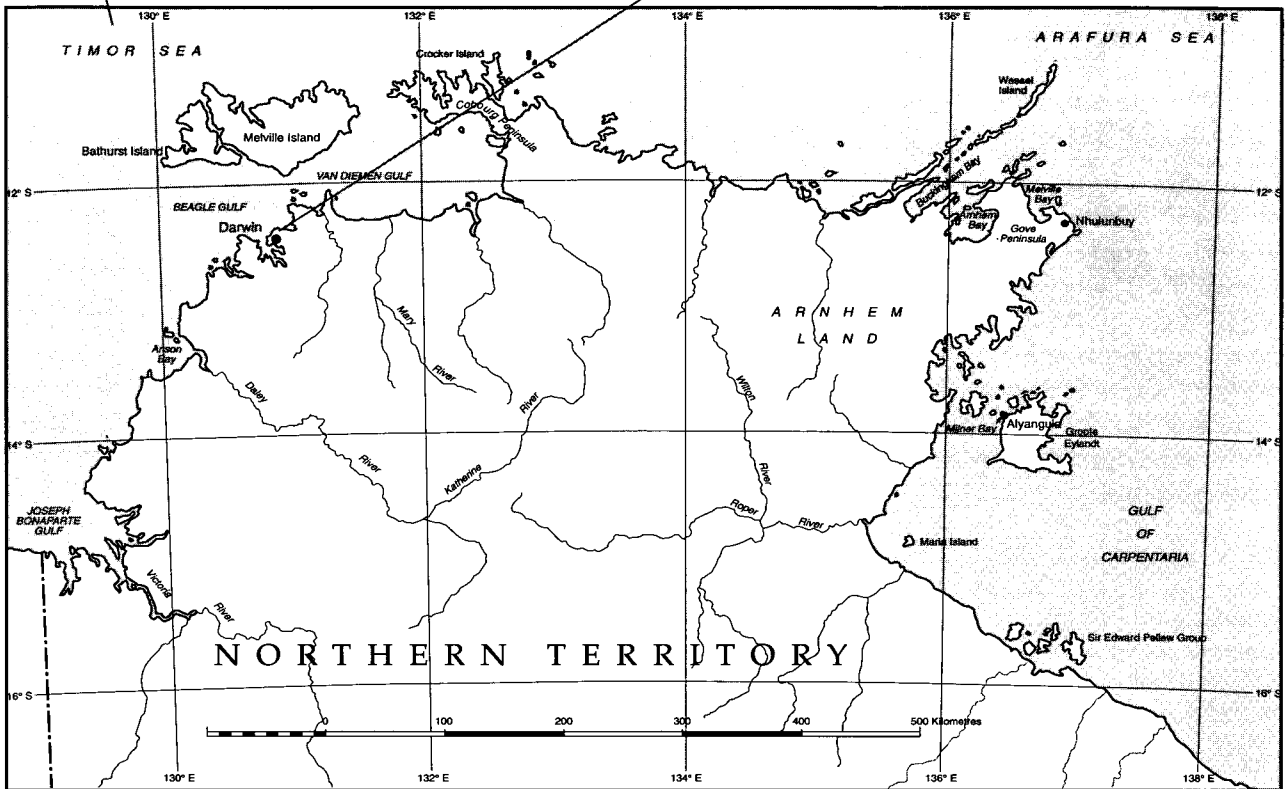 130° E
132° E
134° E
136° E
138° E
TIMOR SEA
ARAFURA SEA
Crocker Island
Wessel
Island
Cobourg Peninsula
Melville Island
Bathurst Island
VAN DIEMEN GULF
12° S
12° S
Buckingham Bay
Melville
Bay
BEAGLE GULF
Darwin
Arnhem
Bay
Nhulunbuy
Gove
Peninsula
ARNHEM
LAND
Mary
River
Anson
Bay
Daley
River
Wilton
River
River
Katherine
Milner Bay
Alyangula
Groote
Eylandt
14° S
14° S
JOSEPH
BONAPARTE
GULF
Roper
River
GULF
OF
CARPENTARIA
Maria Island
Victoria
River
Sir Edward Pellew Group
NORTHERN TERRITORY
16° S
16° S
0
100
200
300
400
500 Kilometres
130° E
132° E
134° E
136° E
138° E